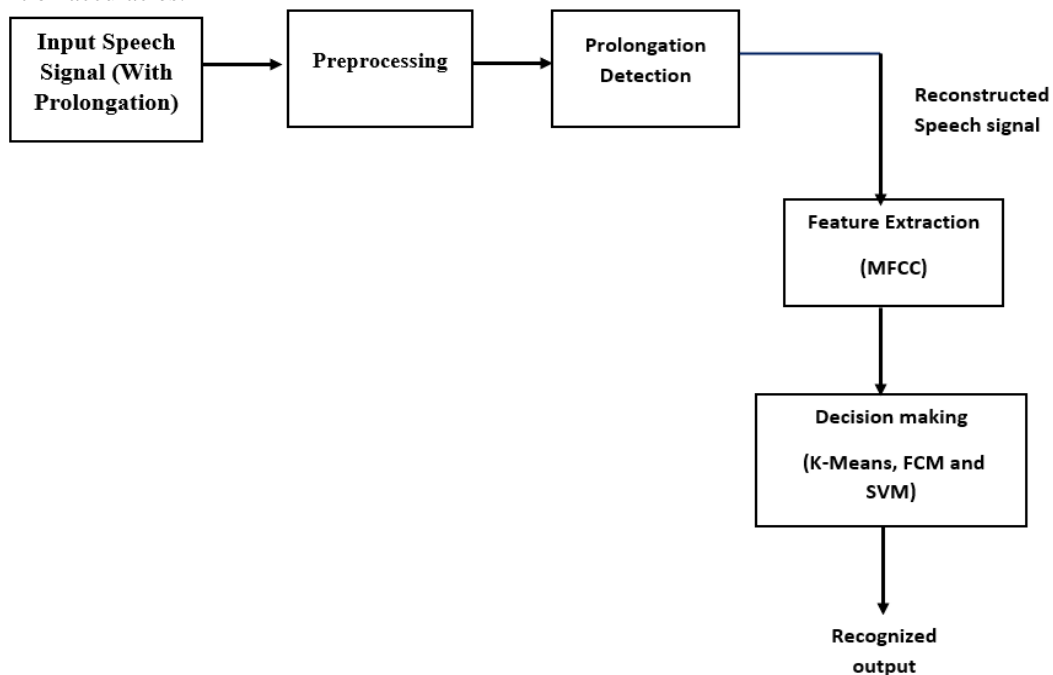 Input Speech
Signal (With
Prolongation)
Preprocessing
Prolongation
Detection
Reconstructed
Speech signal
Feature Extraction
(MFCC)
Decision making
(K-Means, FCM and
SVM)
Recognized
output